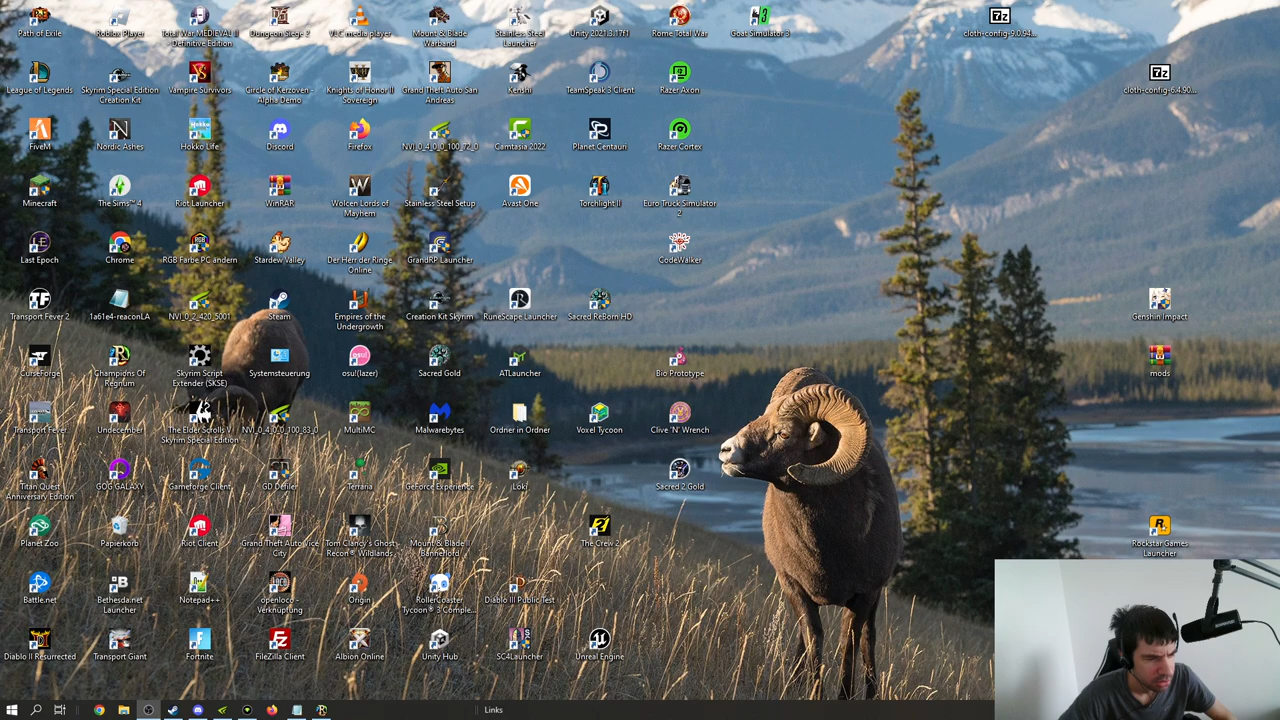 Path of Exile
Roblox Player
Total War MEDIEVAL II
- Definitive Edition
Dungeon Siege 2
VLC media player
Mount & Blade
Warband
Stainless Steel
Launcher
Unity 2021.3.17f1
Rome Total War
Goat Simulator 3
cloth-config-9.0.94...
League of Legends
Skyrim Special Edition
Creation Kit
Vampire Survivors
Circle of Kerzoven -
Alpha Demo
Knights of Honor II
Sovereign
Grand Theft Auto San
Andreas
Kenshi
TeamSpeak 3 Client
Razer Axon
cloth-config-6.4.90...
FiveM
Nordic Ashes
Hokko Life
Discord
Firefox
NVI_0_4_0_0_100_72_0
Camtasia 2022
Planet Centauri
Razer Cortex
Minecraft
The Sims™ 4
Riot Launcher
WinRAR
Wolcen Lords of
Mayhem
Stainless Steel Setup
Avast One
Torchlight II
Euro Truck Simulator
2
Last Epoch
Chrome
RGB Farbe PC ändern
Stardew Valley
Der Herr der Ringe
Online
GrandRP Launcher
CodeWalker
Transport Fever 2
1a61e4-reaconLA
NVI_0_2_420_5001
Steam
Empires of the
Undergrowth
Creation Kit Skyrim
RuneScape Launcher
Sacred ReBorn HD
Genshin Impact
CurseForge
Champions Of
Regnum
Skyrim Script
Extender (SKSE)
Systemsteuerung
osu!(lazer)
Sacred Gold
ATLauncher
Bio Prototype
mods
Transport Fever
Undecember
The Elder Scrolls V
Skyrim Special Edition
NVI_0_4_0_0_100_83_0
MultiMC
Malwarebytes
Ordner in Ordner
Voxel Tycoon
Clive 'N' Wrench
Titan Quest
Anniversary Edition
GOG GALAXY
Gameforge Client
GD Defiler
Terraria
GeForce Experience
Loki
Sacred 2 Gold
Planet Zoo
Papierkorb
Riot Client
Grand Theft Auto Vice
City
Tom Clancy's Ghost
Recon® Wildlands
Mount & Blade
Bannerlord
The Crew 2
Rockstar Games
Launcher
Battle.net
Bethesda.net
Launcher
Notepad++
openloco -
Verknüpfung
Origin
RollerCoaster
Tycoon® 3 Comple...
Diablo III Public Test
Diablo II Resurrected
Transport Giant
Fortnite
FileZilla Client
Albion Online
Unity Hub
SC4Launcher
Unreal Engine
Links